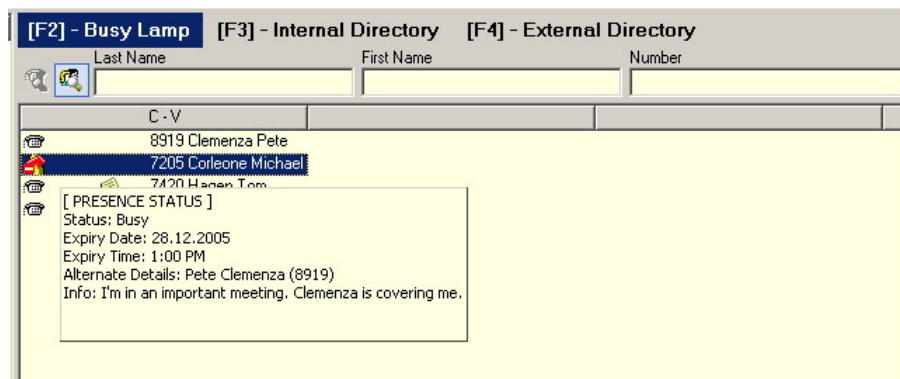 [F2] - Busy Lamp [F3] - Internal Directory [F4] - External Directory
Last Name First Name Number
C - V
8919 Clemenza Pete
7205 Corleone Michael
7420 Hagen Tom
[ PRESENCE STATUS ]
Status: Busy
Expiry Date: 28.12.2005
Expiry Time: 1:00 PM
Alternate Details: Pete Clemenza (8919)
Info: I'm in an important meeting. Clemenza is covering me.